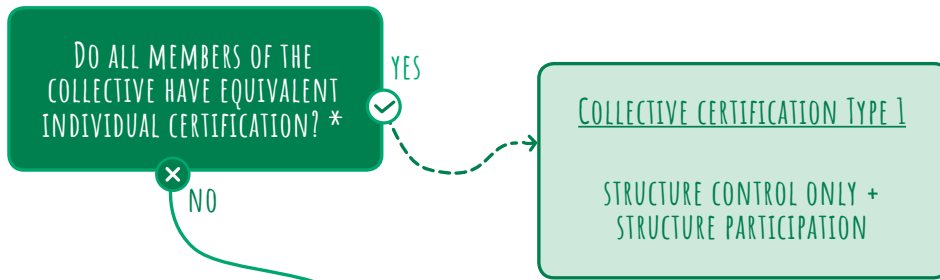 Do all members of the
collective have equivalent
individual certification? *
YES
NO
Collective certification Type 1
structure control only +
structure participation